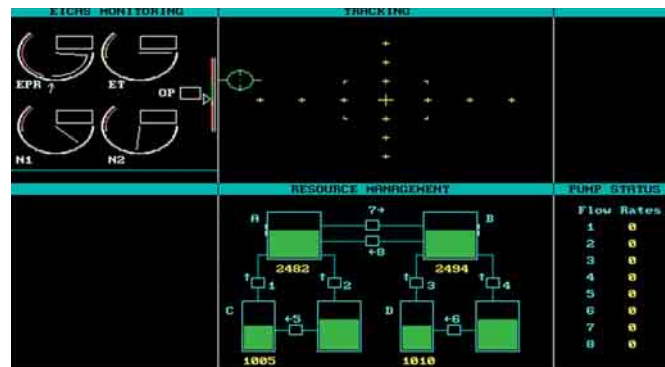 EICAS MONITORING
TRACKING
EPR
ET
OP
N1
N2
RESOURCE MANAGEMENT
PUMP STATUS
A
7→
B
←8
2482
2494
↑1
↑2
↑3
↑4
C
←5
D
←6
1005
1010
Flow Rates
1 0
2 0
3 0
4 0
5 0
6 0
7 0
8 0